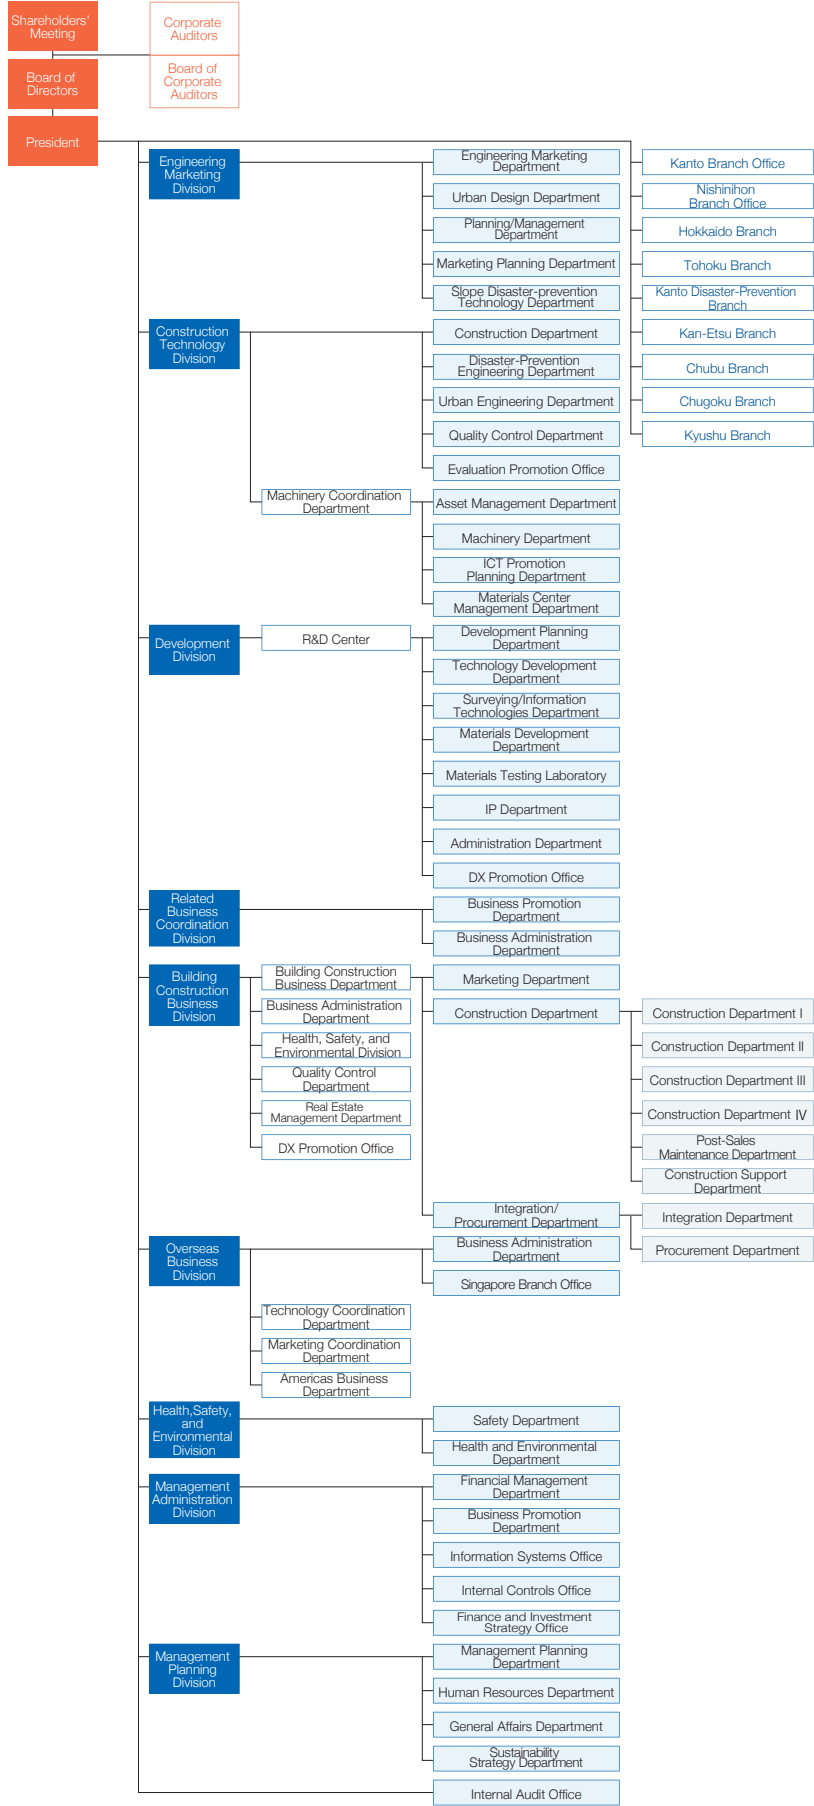 Shareholders'
Meeting
Corporate
Auditors
Board of
Directors
Board of
Corporate
Auditors
President
Engineering
Marketing
Division
Engineering Marketing
Department
Urban Design Department
Planning/Management
Department
Marketing Planning Department
Slope Disaster-prevention
Technology Department
Kanto Branch Office
Nishinihon
Branch Office
Hokkaido Branch
Tohoku Branch
Kanto Disaster-Prevention
Branch
Kan-Etsu Branch
Chubu Branch
Chugoku Branch
Kyushu Branch
Construction
Technology
Division
Construction Department
Disaster-Prevention
Engineering Department
Urban Engineering Department
Quality Control Department
Evaluation Promotion Office
Machinery Coordination
Department
Asset Management Department
Machinery Department
ICT Promotion
Planning Department
Materials Center
Management Department
Development
Division
R&D Center
Development Planning
Department
Technology Development
Department
Surveying/Information
Technologies Department
Materials Development
Department
Materials Testing Laboratory
IP Department
Administration Department
DX Promotion Office
Related
Business
Coordination
Division
Business Promotion
Department
Business Administration
Department
Building
Construction
Business
Division
Building Construction
Business Department
Business Administration
Department
Health, Safety, and
Environmental Division
Quality Control
Department
Real Estate
Management Department
DX Promotion Office
Marketing Department
Construction Department
Construction Department I
Construction Department II
Construction Department III
Construction Department IV
Post-Sales
Maintenance Department
Construction Support
Department
Integration/
Procurement Department
Integration Department
Procurement Department
Overseas
Business
Division
Business Administration
Department
Singapore Branch Office
Technology Coordination
Department
Marketing Coordination
Department
Americas Business
Department
Health,Safety,
and
Environmental
Division
Safety Department
Health and Environmental
Department
Management
Administration
Division
Financial Management
Department
Business Promotion
Department
Information Systems Office
Internal Controls Office
Finance and Investment
Strategy Office
Management
Planning
Division
Management Planning
Department
Human Resources Department
General Affairs Department
Sustainability
Strategy Department
Internal Audit Office